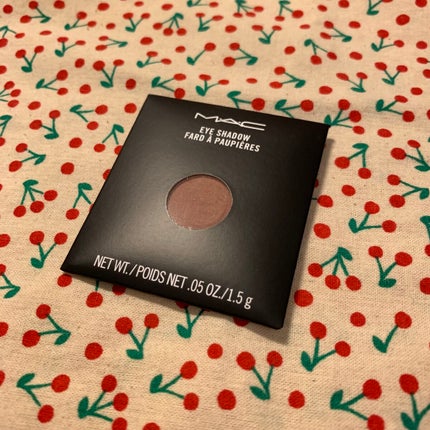 MAC
EYE SHADOW
FARD À PAUPIÈRES
NET WT./POIDS NET .05 OZ./1.5 g